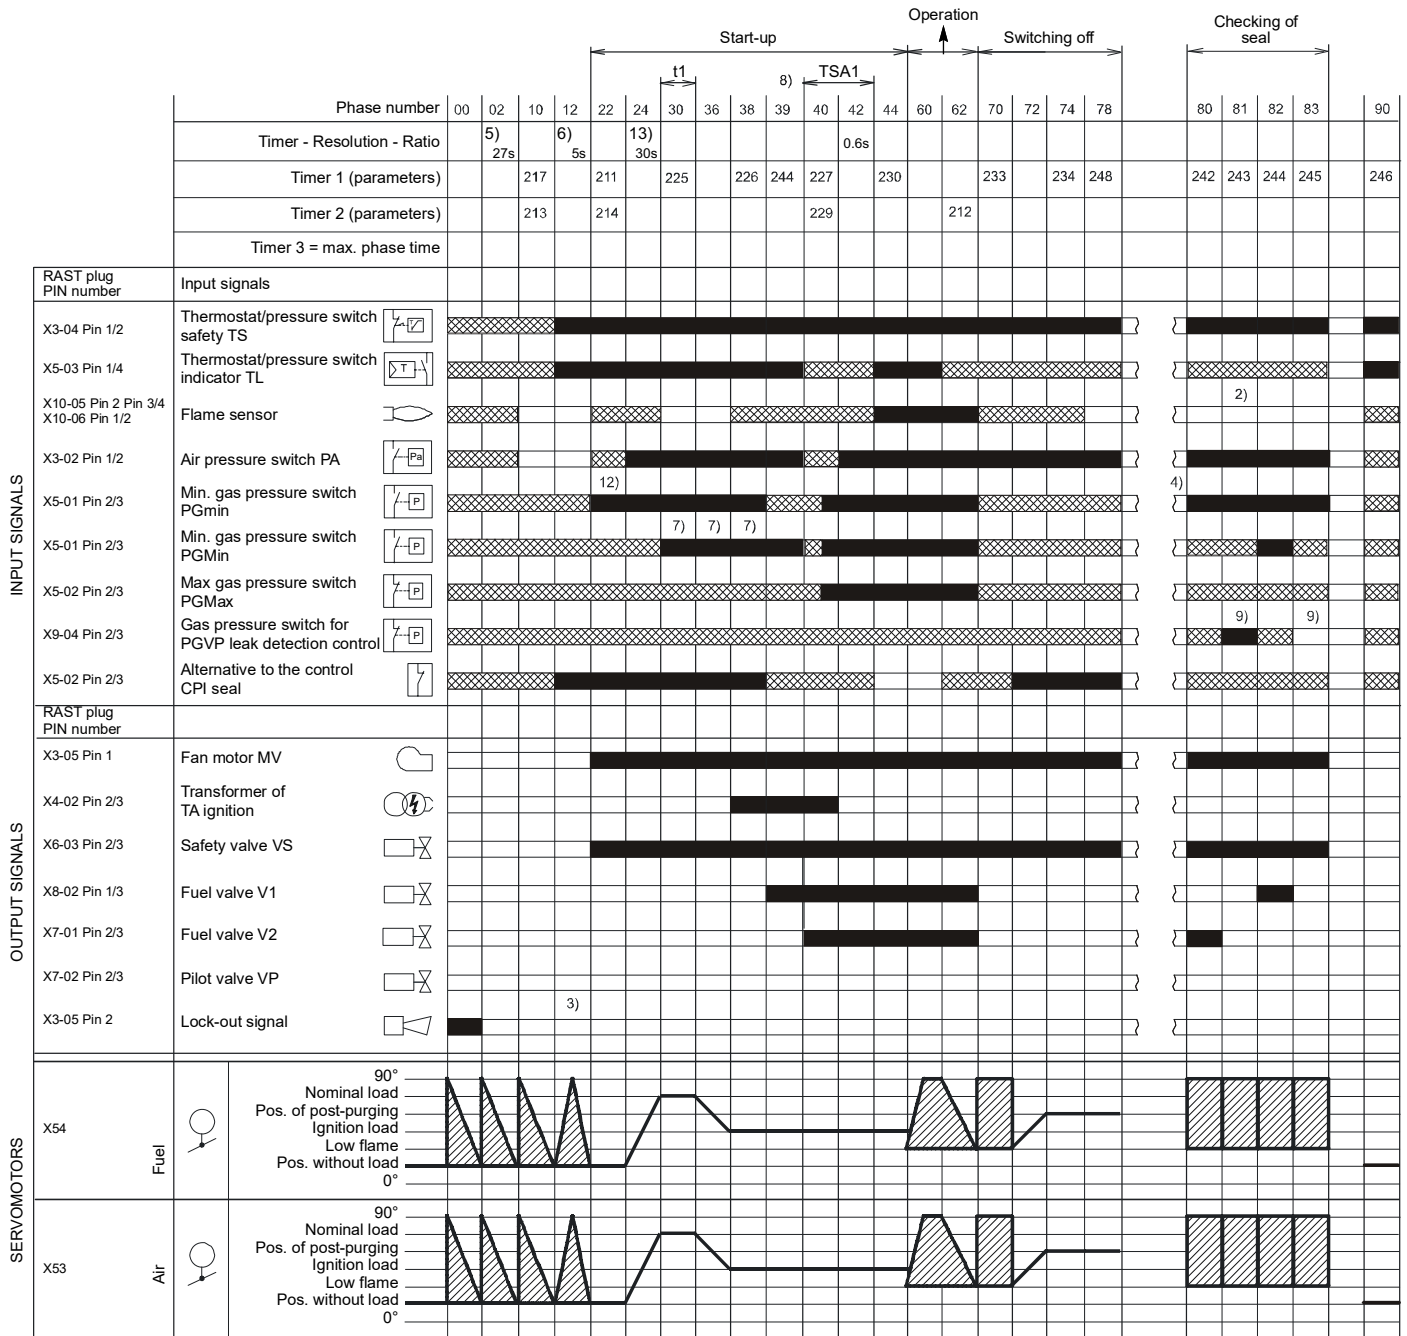 Operation
Start-up
Switching off
Checking of
seal
t1
8)
TSA1
Phase number 00 02 10 12 22 24 30 36 38 39 40 42 44 60 62 70 72 74 78 80 81 82 83 90
Timer - Resolution - Ratio 5) 27s 6) 5s 13) 30s 0.6s
Timer 1 (parameters) 217 211 225 226 244 227 230 233 234 248 242 243 244 245 246
Timer 2 (parameters) 213 214 229 212
Timer 3 = max. phase time
INPUT SIGNALS
RAST plug
PIN number
Input signals
X3-04 Pin 1/2
Thermostat/pressure switch
safety TS
X5-03 Pin 1/4
Thermostat/pressure switch
indicator TL
T
2)
X10-05 Pin 2 Pin 3/4
X10-06 Pin 1/2
Flame sensor
X3-02 Pin 1/2
Air pressure switch PA
Pa
12)
4)
X5-01 Pin 2/3
Min. gas pressure switch
PGmin
P
7) 7) 7)
X5-01 Pin 2/3
Min. gas pressure switch
PGMin
P
X5-02 Pin 2/3
Max gas pressure switch
PGMax
P
9) 9)
X9-04 Pin 2/3
Gas pressure switch for
PGVP leak detection control
P
X5-02 Pin 2/3
Alternative to the control
CPI seal
OUTPUT SIGNALS
RAST plug
PIN number
X3-05 Pin 1
Fan motor MV
X4-02 Pin 2/3
Transformer of
TA ignition
X6-03 Pin 2/3
Safety valve VS
X8-02 Pin 1/3
Fuel valve V1
X7-01 Pin 2/3
Fuel valve V2
X7-02 Pin 2/3
Pilot valve VP
3)
X3-05 Pin 2
Lock-out signal
SERVOMOTORS
X54
Fuel
90°
Nominal load
Pos. of post-purging
Ignition load
Low flame
Pos. without load
0°
X53
Air
90°
Nominal load
Pos. of post-purging
Ignition load
Low flame
Pos. without load
0°